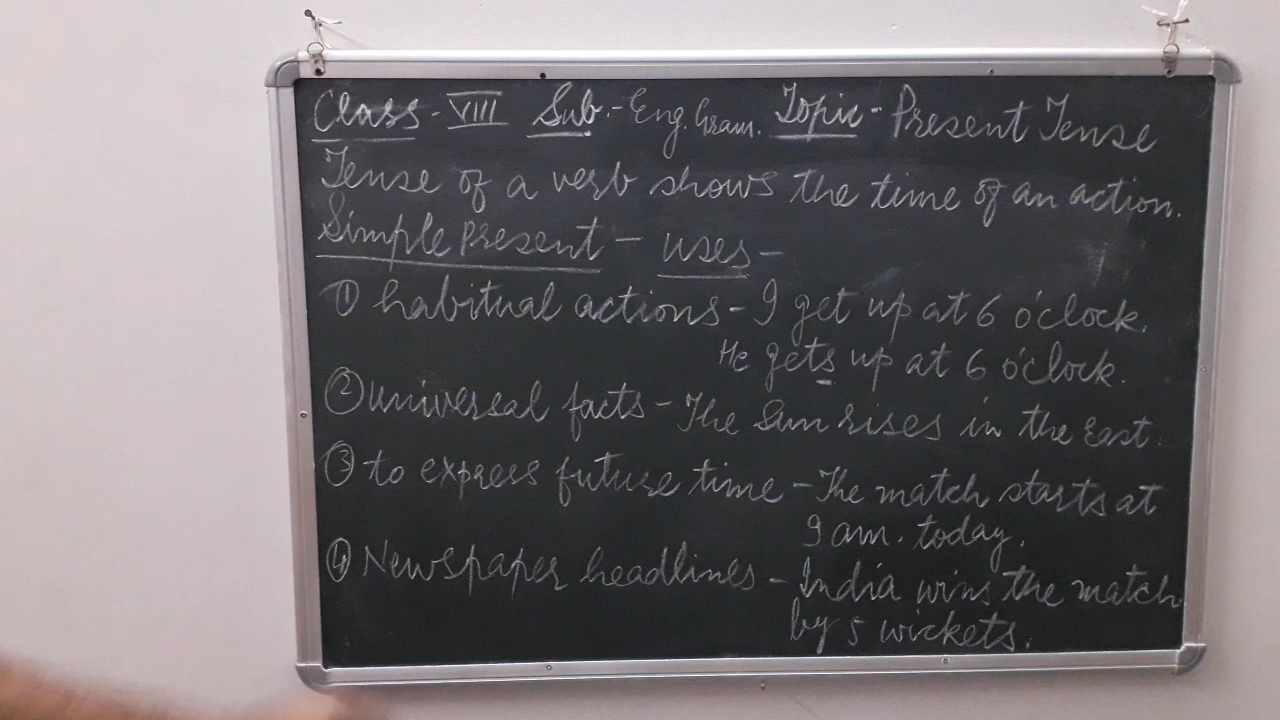 Class - VIII Sub.- Eng. Gram. Topic - Present Tense
Tense of a verb shows the time of an action.
Simple Present - uses -
① habitual actions - I get up at 6 o'clock.
He gets up at 6 o'clock.
② universal facts - The Sun rises in the East.
③ to express future time - The match starts at
9 am. today.
④ Newspaper headlines - India wins the match
by 5 wickets.